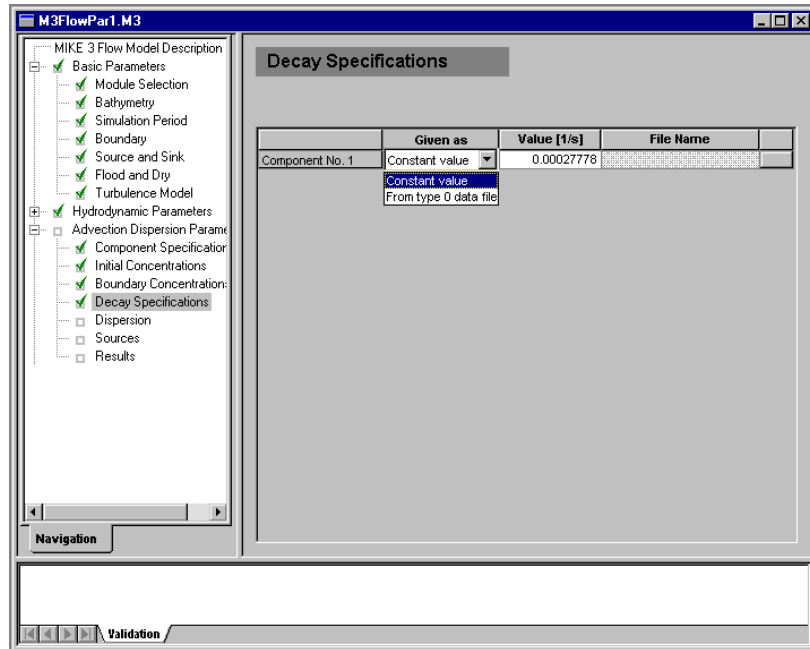 M3FlowPar1.M3
MIKE 3 Flow Model Description
Basic Parameters
Module Selection
Bathymetry
Simulation Period
Boundary
Source and Sink
Flood and Dry
Turbulence Model
Hydrodynamic Parameters
Advection Dispersion Parame
Component Specification
Initial Concentrations
Boundary Concentration
Decay Specifications
Dispersion
Sources
Results
Navigation
Decay Specifications
Given as Value [1/s] File Name
Component No. 1 Constant value 0.00027778
Constant value
From type 0 data file
Validation